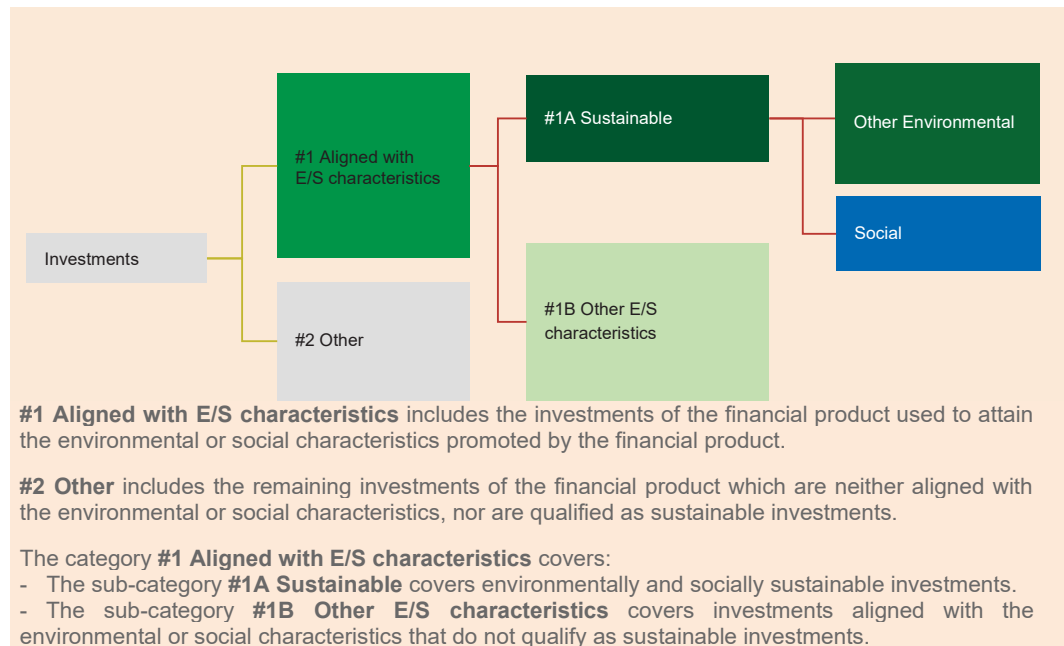 Investments
#1 Aligned with
E/S characteristics
#2 Other
#1A Sustainable
#1B Other E/S
characteristics
Other Environmental
Social
#1 Aligned with E/S characteristics includes the investments of the financial product used to attain
the environmental or social characteristics promoted by the financial product.
#2 Other includes the remaining investments of the financial product which are neither aligned with
the environmental or social characteristics, nor are qualified as sustainable investments.
The category #1 Aligned with E/S characteristics covers:
- The sub-category #1A Sustainable covers environmentally and socially sustainable investments.
- The sub-category #1B Other E/S characteristics covers investments aligned with the
environmental or social characteristics that do not qualify as sustainable investments.